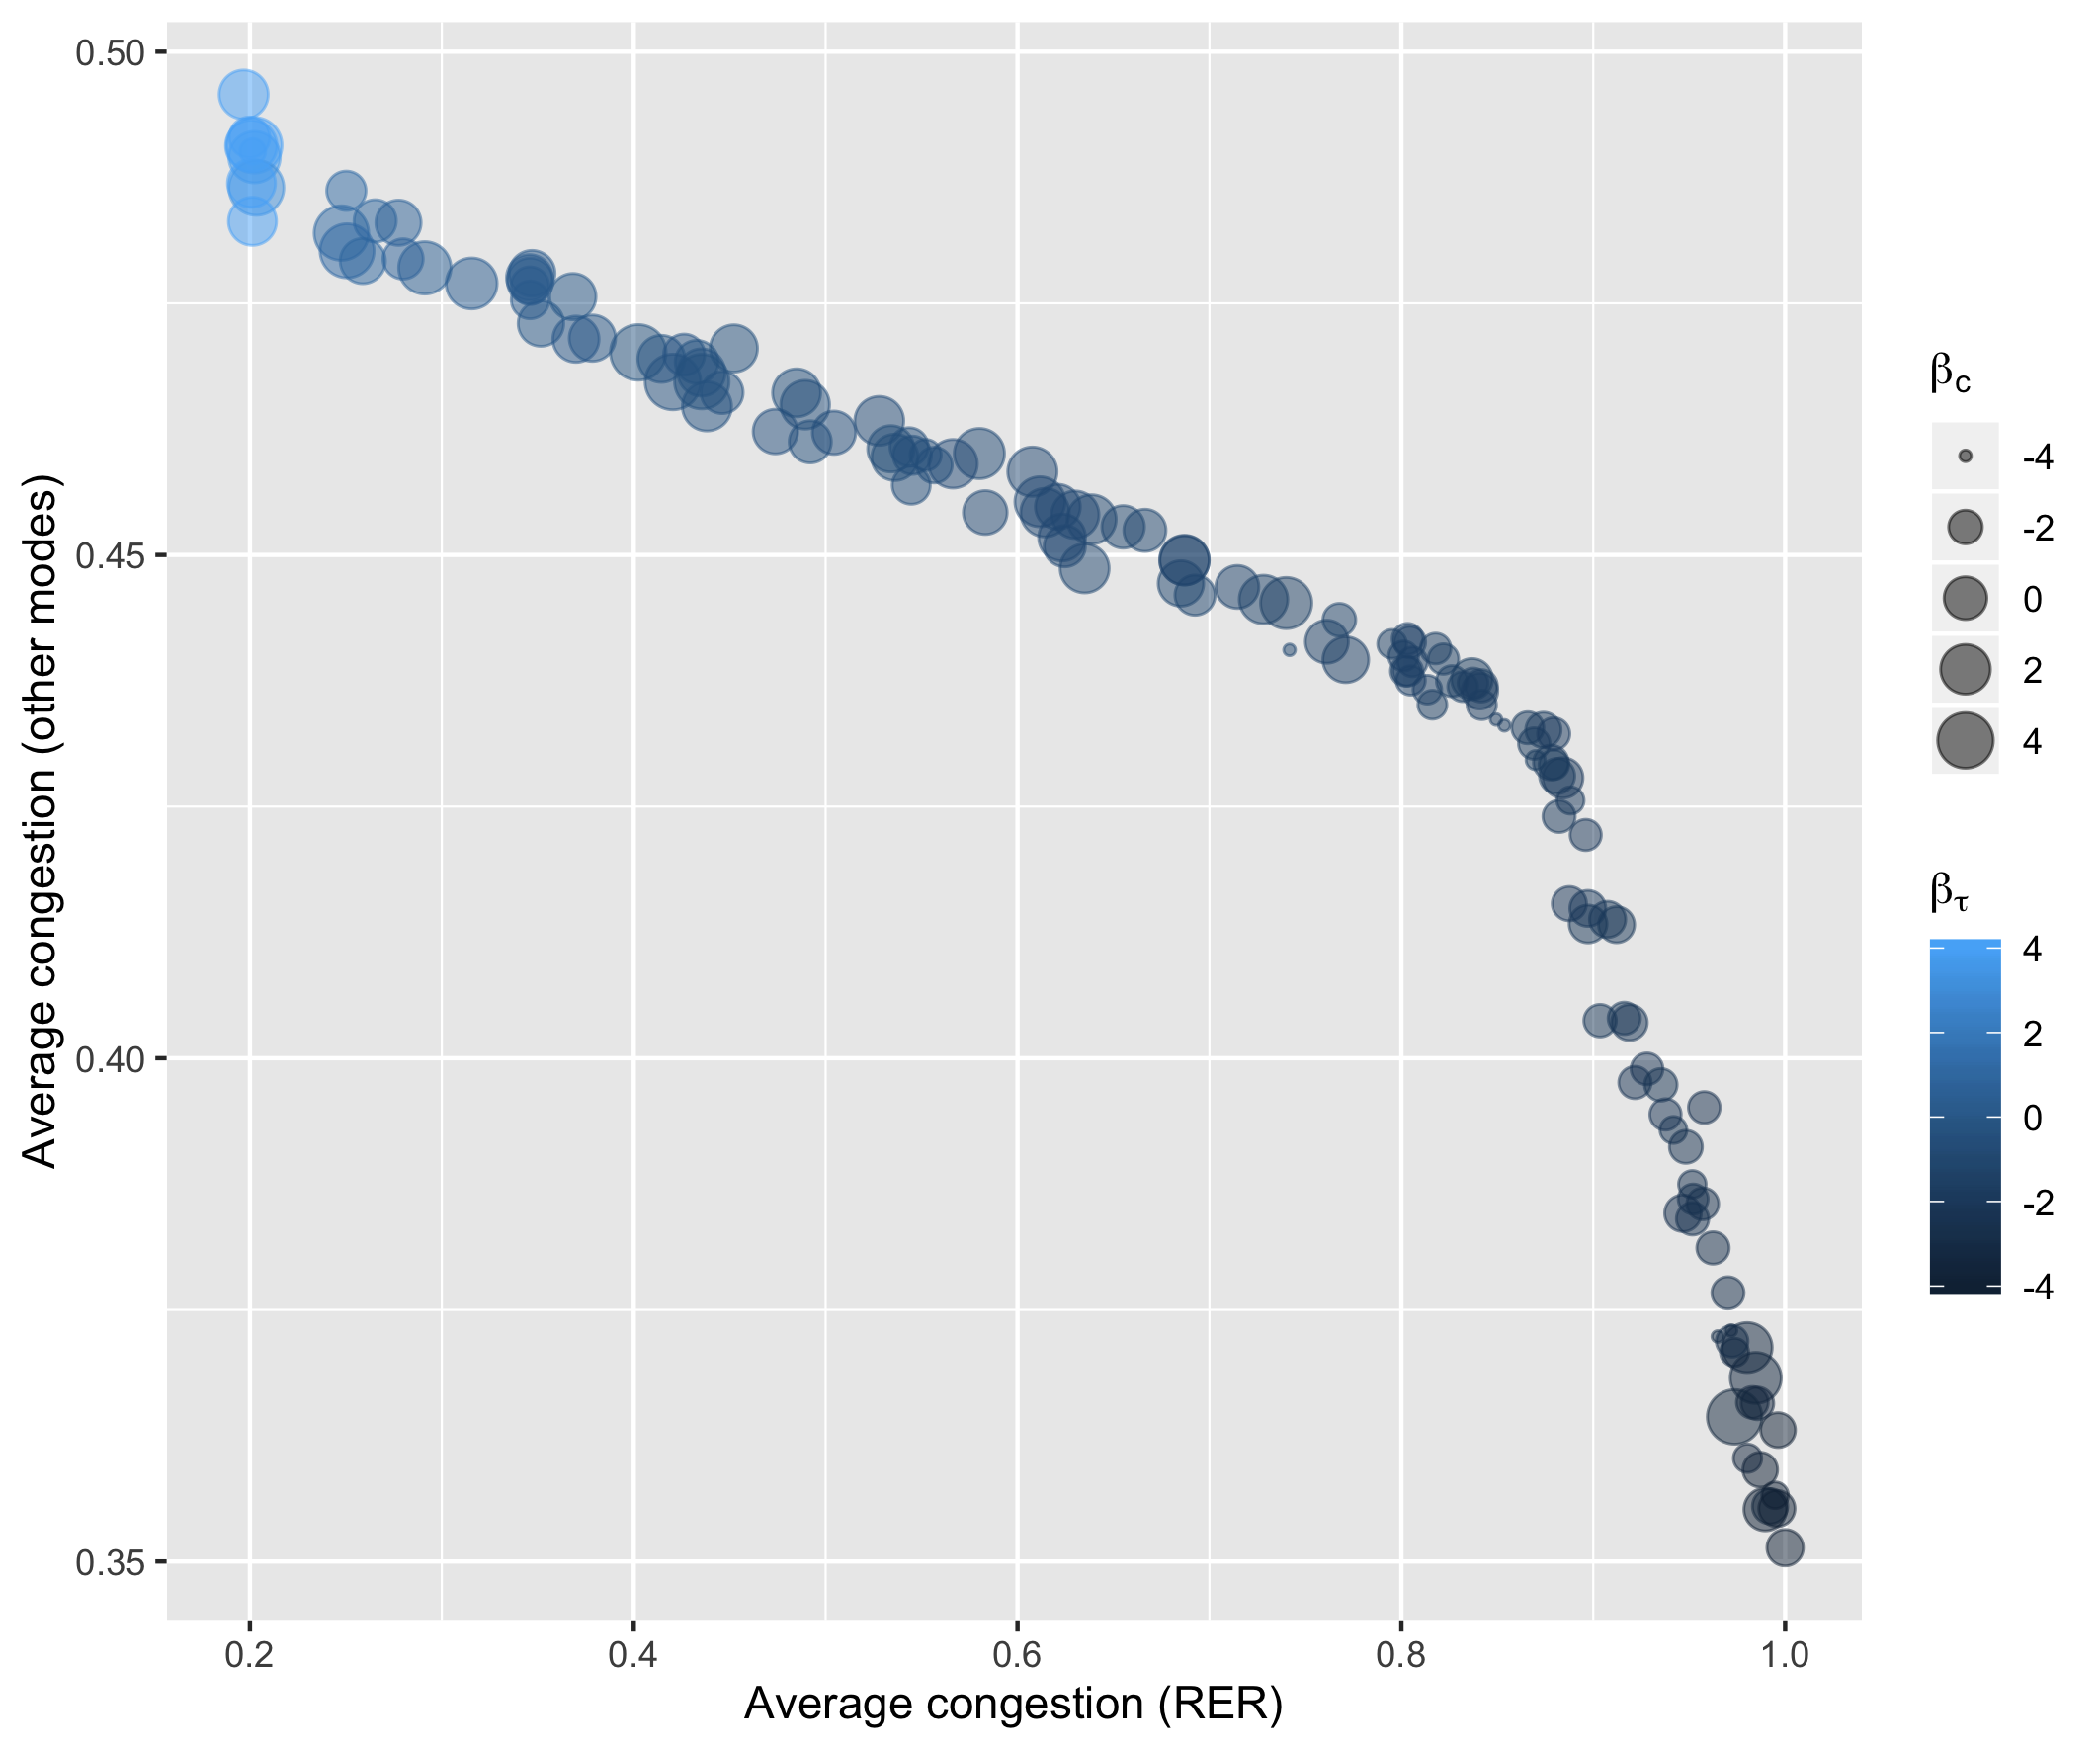 0.50
0.45
0.40
0.35
Average congestion (other modes)
0.2 0.4 0.6 0.8 1.0
Average congestion (RER)
βc
-4
-2
0
2
4
βτ
4
2
0
-2
-4